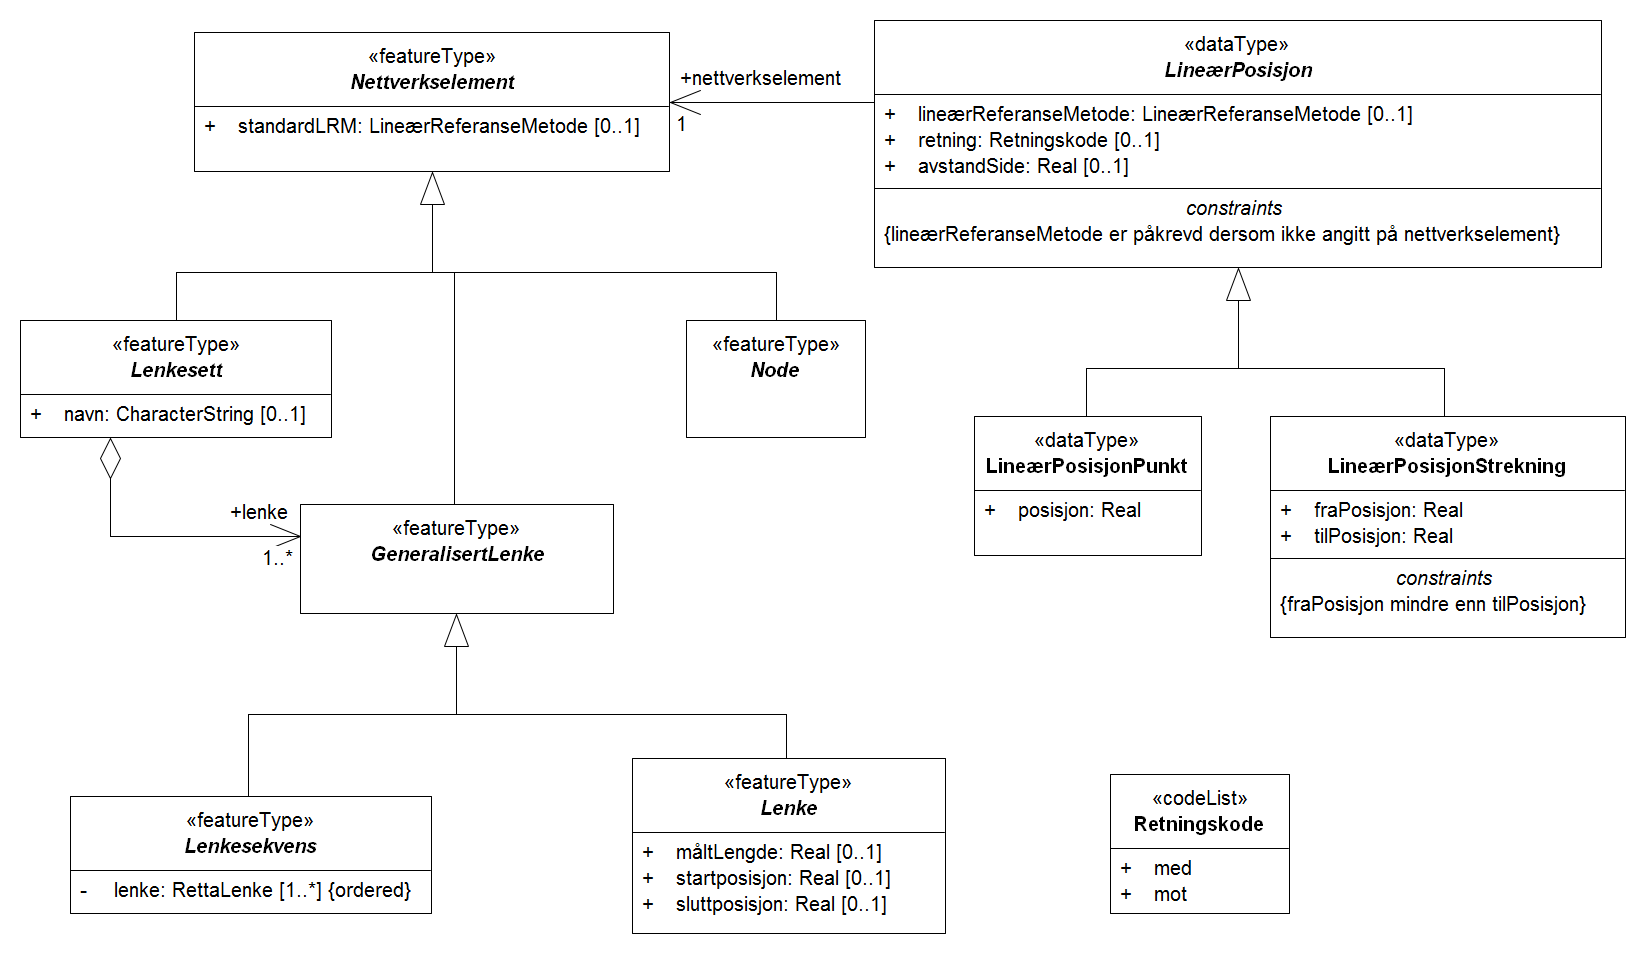 «featureType»
Nettverkselement
+ standardLRM: LineærReferanseMetode [0..1]
+nettverkselement
1
«dataType»
LineærPosisjon
+ lineærReferanseMetode: LineærReferanseMetode [0..1]
+ retning: Retningskode [0..1]
+ avstandSide: Real [0..1]
constraints
{lineærReferanseMetode er påkrevd dersom ikke angitt på nettverkselement}
«featureType»
Lenkesett
+ navn: CharacterString [0..1]
«featureType»
Node
+lenke
1..*
«featureType»
GeneralisertLenke
«dataType»
LineærPosisjonPunkt
+ posisjon: Real
«dataType»
LineærPosisjonStrekning
+ fraPosisjon: Real
+ tilPosisjon: Real
constraints
{fraPosisjon mindre enn tilPosisjon}
«featureType»
Lenkesekvens
- lenke: RettaLenke [1..*] {ordered}
«featureType»
Lenke
+ måltLengde: Real [0..1]
+ startposisjon: Real [0..1]
+ sluttposisjon: Real [0..1]
«codeList»
Retningskode
+ med
+ mot